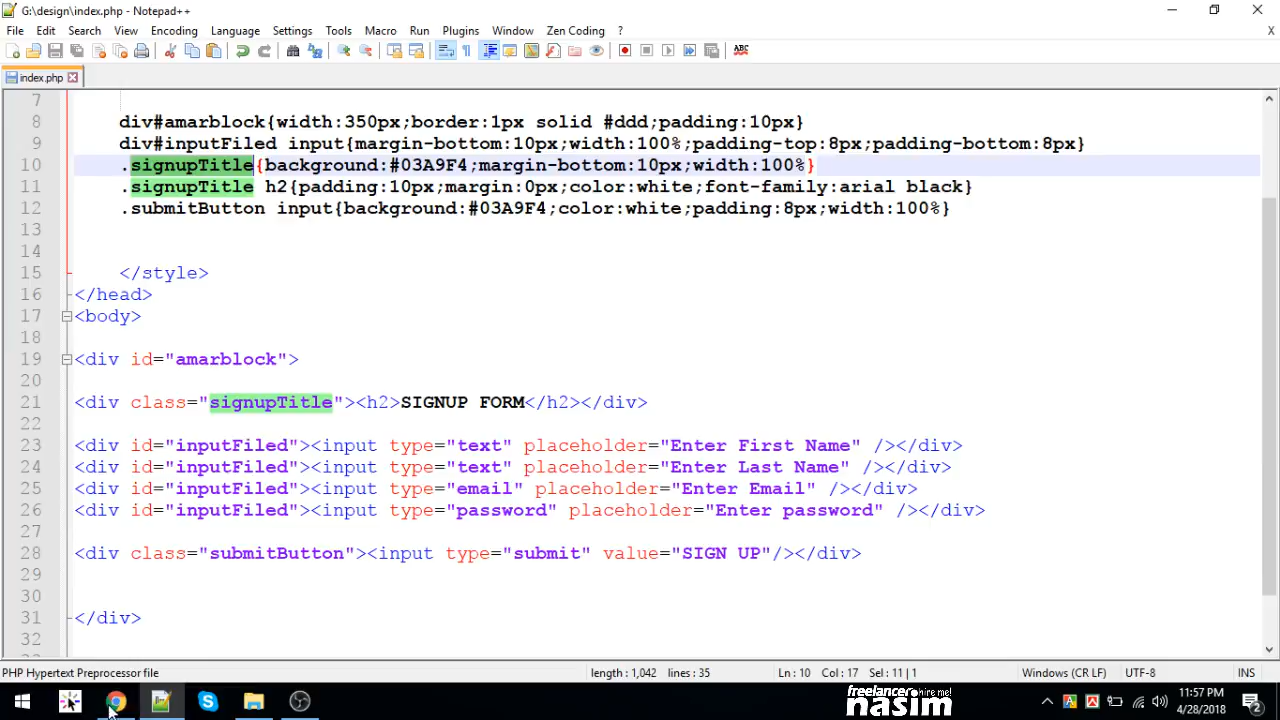 G:\design\index.php - Notepad++
File Edit Search View Encoding Language Settings Tools Macro Run Plugins Window Zen Coding ? X
ABC
index.php
7
8 div#amarblock{width:350px;border:1px solid #ddd;padding:10px}
9 div#inputFiled input{margin-bottom:10px;width:100%;padding-top:8px;padding-bottom:8px}
10 .signupTitle{background:#03A9F4;margin-bottom:10px;width:100%}
11 .signupTitle h2{padding:10px;margin:0px;color:white;font-family:arial black}
12 .submitButton input{background:#03A9F4;color:white;padding:8px;width:100%}
13
14
15 </style>
16 </head>
17 <body>
18
19 <div id="amarblock">
20
21 <div class="signupTitle"><h2>SIGNUP FORM</h2></div>
22
23 <div id="inputFiled"><input type="text" placeholder="Enter First Name" /></div>
24 <div id="inputFiled"><input type="text" placeholder="Enter Last Name" /></div>
25 <div id="inputFiled"><input type="email" placeholder="Enter Email" /></div>
26 <div id="inputFiled"><input type="password" placeholder="Enter password" /></div>
27
28 <div class="submitButton"><input type="submit" value="SIGN UP"/></div>
29
30
31 </div>
32
PHP Hypertext Preprocessor file length : 1,042 lines : 35 Ln : 10 Col : 17 Sel : 11 | 1 Windows (CR LF) UTF-8 INS
freelancer hire me!
nasim
11:57 PM
4/28/2018
2